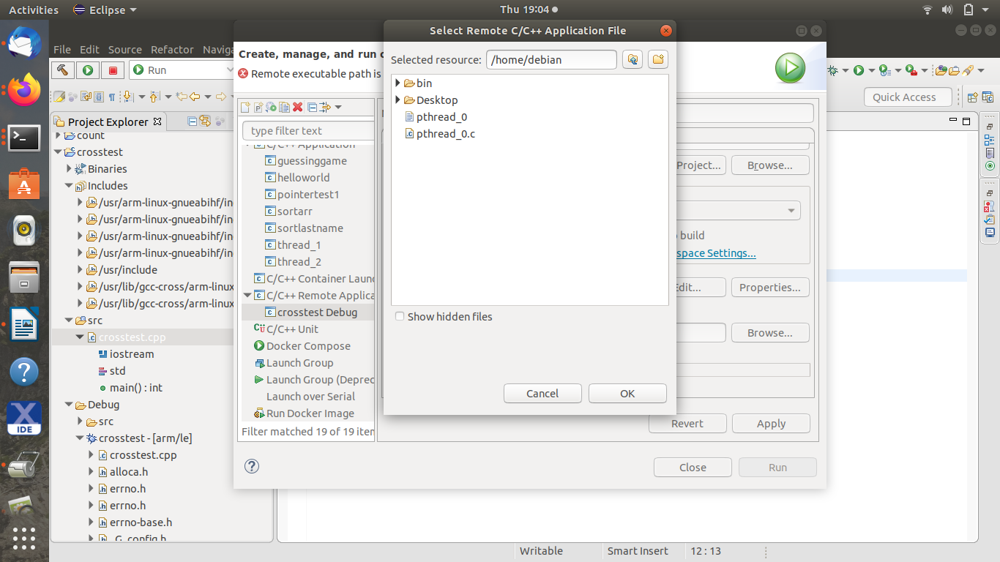 Activities
Eclipse
Thu 19:04
File Edit Source Refactor Naviga
Run
Quick Access
Project Explorer
count
crosstest
Binaries
Includes
/usr/arm-linux-gnueabihf/in
/usr/arm-linux-gnueabihf/in
/usr/arm-linux-gnueabihf/in
/usr/arm-linux-gnueabihf/in
/usr/include
/usr/lib/gcc-cross/arm-linux
/usr/lib/gcc-cross/arm-linux
src
crosstest.cpp
iostream
std
main() : int
Debug
src
crosstest - [arm/le]
crosstest.cpp
alloca.h
errno.h
errno.h
errno-base.h
_G_config.h
Create, manage, and run c
Remote executable path is
type filter text
C/C++ Application
guessinggame
helloworld
pointertest1
sortarr
sortlastname
thread_1
thread_2
C/C++ Container Laun
C/C++ Remote Applica
crosstest Debug
C/C++ Unit
Docker Compose
Launch Group
Launch Group (Deprec
Launch over Serial
Run Docker Image
Filter matched 19 of 19 item
Project...
Browse...
build
space Settings...
Edit...
Properties...
Browse...
Revert
Apply
Close
Run
Select Remote C/C++ Application File
Selected resource: /home/debian
bin
Desktop
pthread_0
pthread_0.c
Show hidden files
Cancel
OK
IDE
Writable
Smart Insert
12 : 13